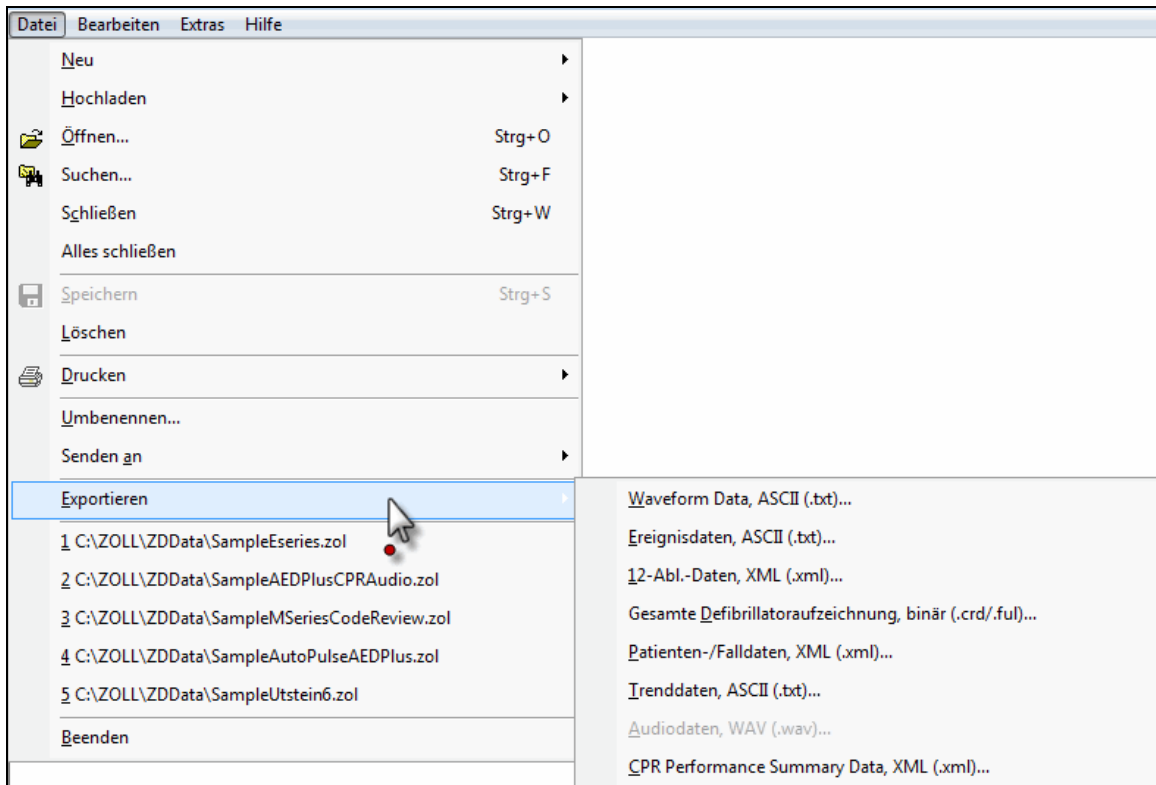 Datei Bearbeiten Extras Hilfe
Neu
Hochladen
Öffnen... Strg+O
Suchen... Strg+F
Schließen Strg+W
Alles schließen
Speichern Strg+S
Löschen
Drucken
Umbenennen...
Senden an
Exportieren
1 C:\ZOLL\ZDData\SampleEseries.zol
2 C:\ZOLL\ZDData\SampleAEDPlusCPRAudio.zol
3 C:\ZOLL\ZDData\SampleMSeriesCodeReview.zol
4 C:\ZOLL\ZDData\SampleAutoPulseAEDPlus.zol
5 C:\ZOLL\ZDData\SampleUtstein6.zol
Beenden
Waveform Data, ASCII (.txt)...
Ereignisdaten, ASCII (.txt)...
12-Abl.-Daten, XML (.xml)...
Gesamte Defibrillatoraufzeichnung, binär (.crd/.ful)...
Patienten-/Falldaten, XML (.xml)...
Trenddaten, ASCII (.txt)...
Audiodaten, WAV (.wav)...
CPR Performance Summary Data, XML (.xml)...